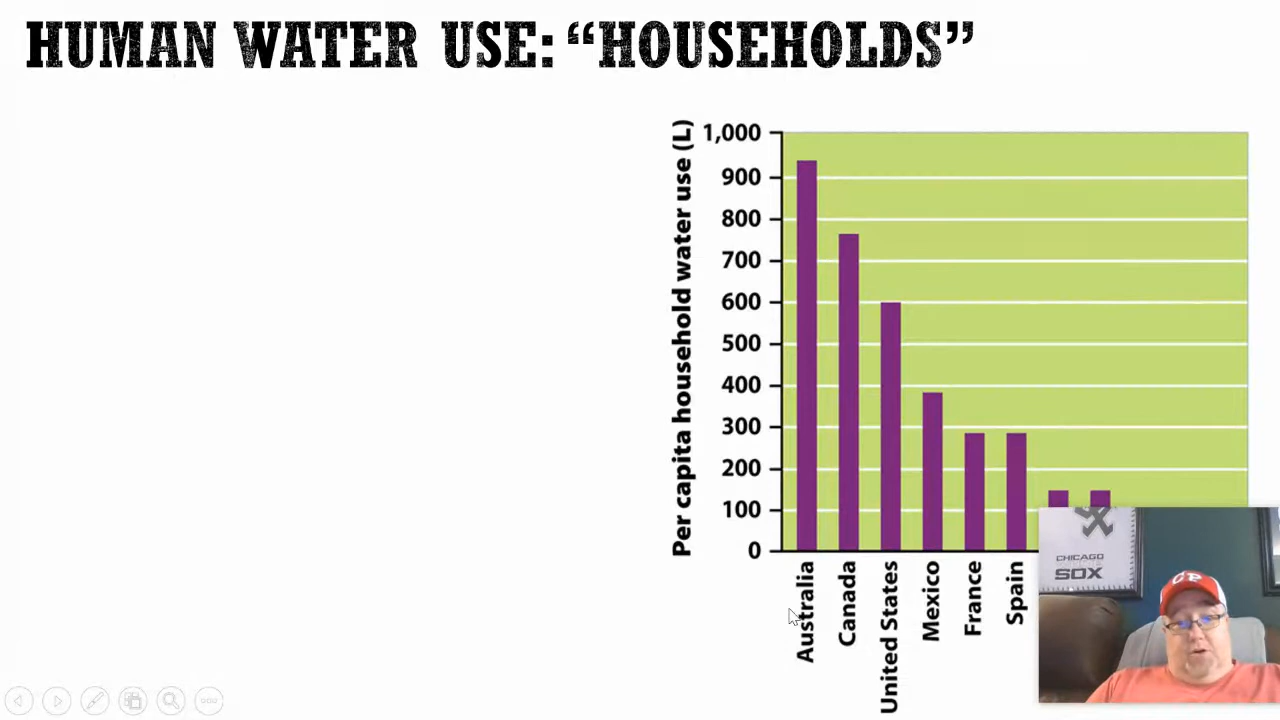 HUMAN WATER USE: “HOUSEHOLDS”
Per capita household water use (L)
1,000
900
800
700
600
500
400
300
200
100
0
Australia
Canada
United States
Mexico
France
Spain
CHICAGO
SOX
CP